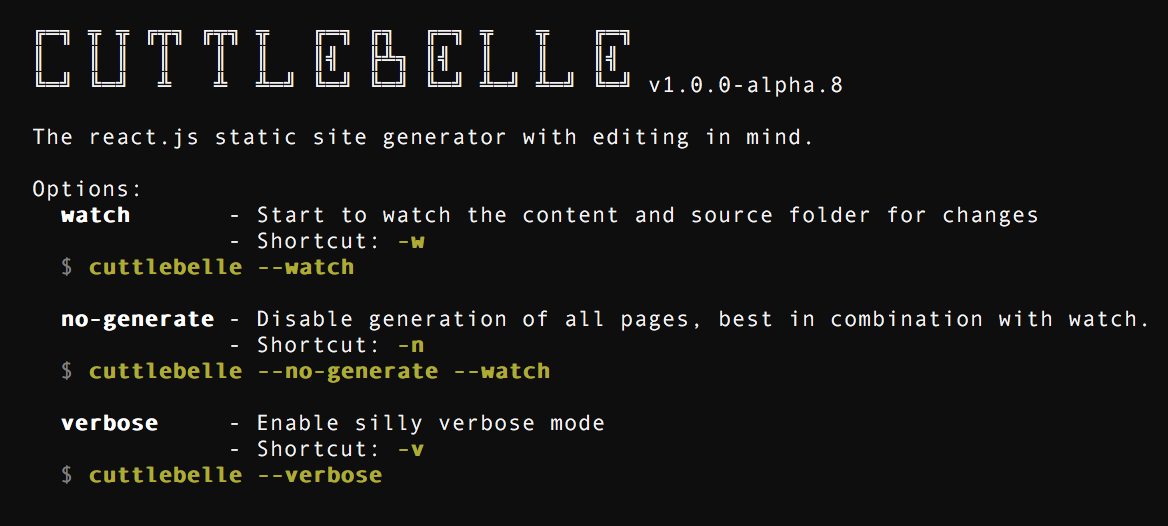 CUTTLEBELLE v1.0.0-alpha.8
The react.js static site generator with editing in mind.
Options:
watch - Start to watch the content and source folder for changes
- Shortcut: -w
$ cuttlebelle --watch
no-generate - Disable generation of all pages, best in combination with watch.
- Shortcut: -n
$ cuttlebelle --no-generate --watch
verbose - Enable silly verbose mode
- Shortcut: -v
$ cuttlebelle --verbose